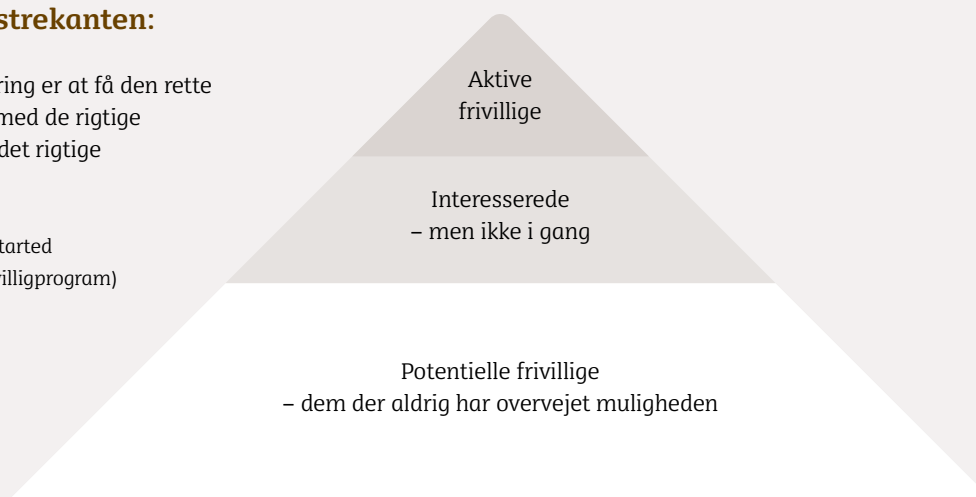 strekanten:
ring er at få den rette
med de rigtige
det rigtige
tarted
villigprogram)
Aktive
frivillige
Interesserede
– men ikke i gang
Potentielle frivillige
– dem der aldrig har overvejet muligheden